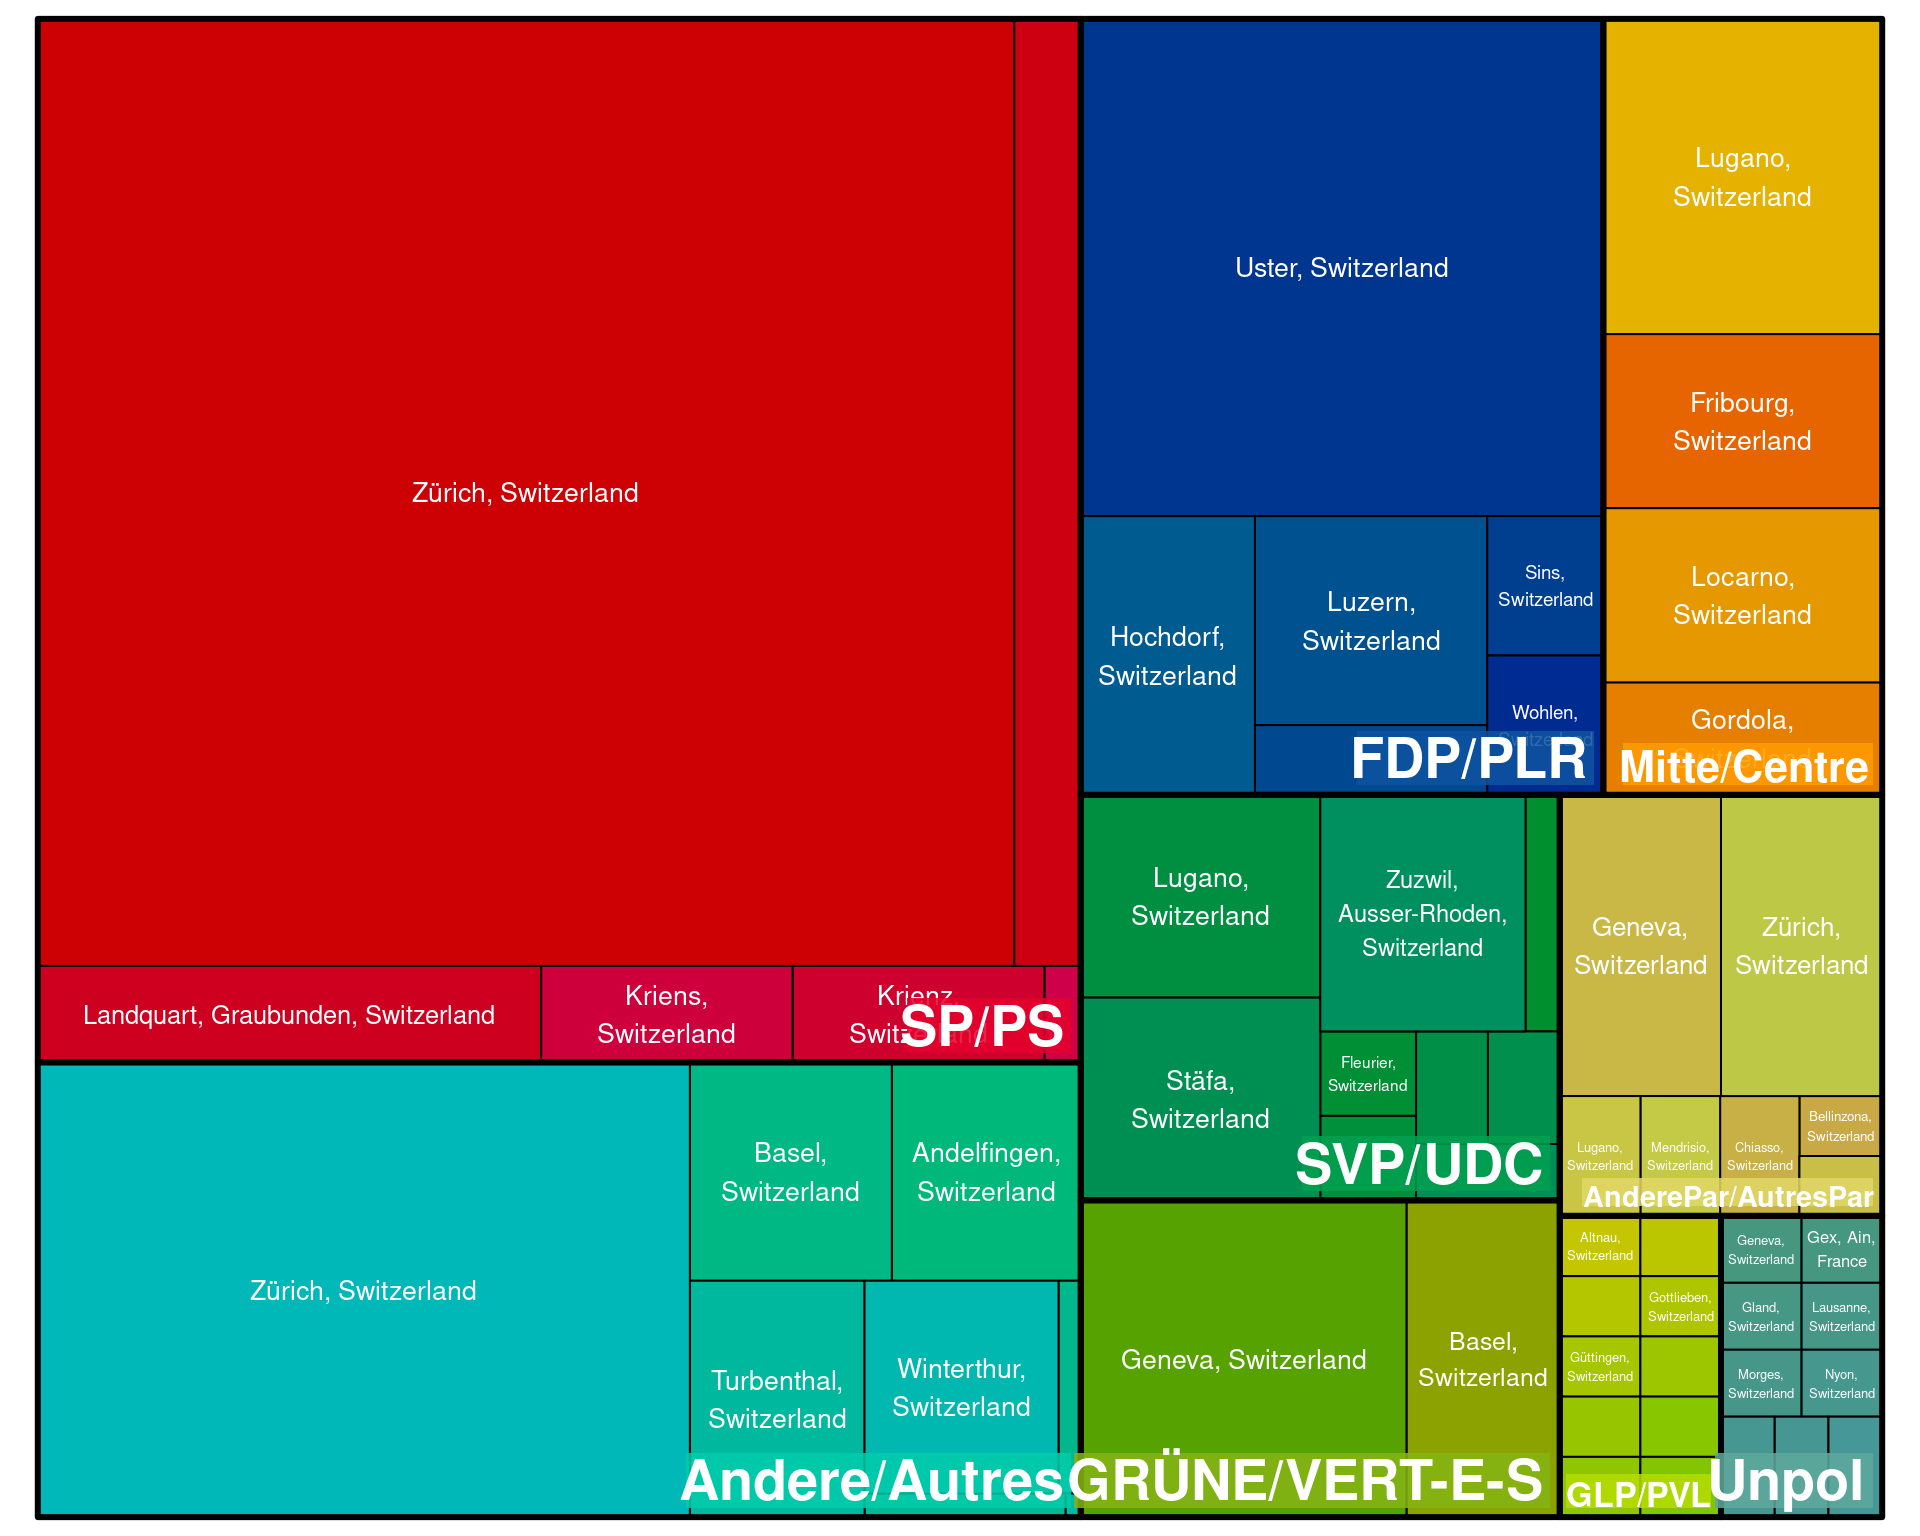 Zürich, Switzerland
Landquart, Graubunden, Switzerland
Kriens,
Switzerland
Krienz,
Switzerland
SP/PS
Uster, Switzerland
Hochdorf,
Switzerland
Luzern,
Switzerland
Sins,
Switzerland
Wohlen,
Switzerland
FDP/PLR
Lugano,
Switzerland
Fribourg,
Switzerland
Locarno,
Switzerland
Gordola,
Switzerland
Mitte/Centre
Zürich, Switzerland
Basel,
Switzerland
Andelfingen,
Switzerland
Turbenthal,
Switzerland
Winterthur,
Switzerland
Andere/Autres
Lugano,
Switzerland
Zuzwil,
Ausser-Rhoden,
Switzerland
Stäfa,
Switzerland
Fleurier,
Switzerland
SVP/UDC
Geneva, Switzerland
Basel,
Switzerland
GRÜNE/VERT-E-S
Geneva,
Switzerland
Zürich,
Switzerland
Lugano,
Switzerland
Mendrisio,
Switzerland
Chiasso,
Switzerland
Bellinzona,
Switzerland
AnderePar/AutresPar
Altnau,
Switzerland
Gottlieben,
Switzerland
Güttingen,
Switzerland
GLP/PVL
Geneva,
Switzerland
Gex, Ain,
France
Gland,
Switzerland
Lausanne,
Switzerland
Morges,
Switzerland
Nyon,
Switzerland
Unpol